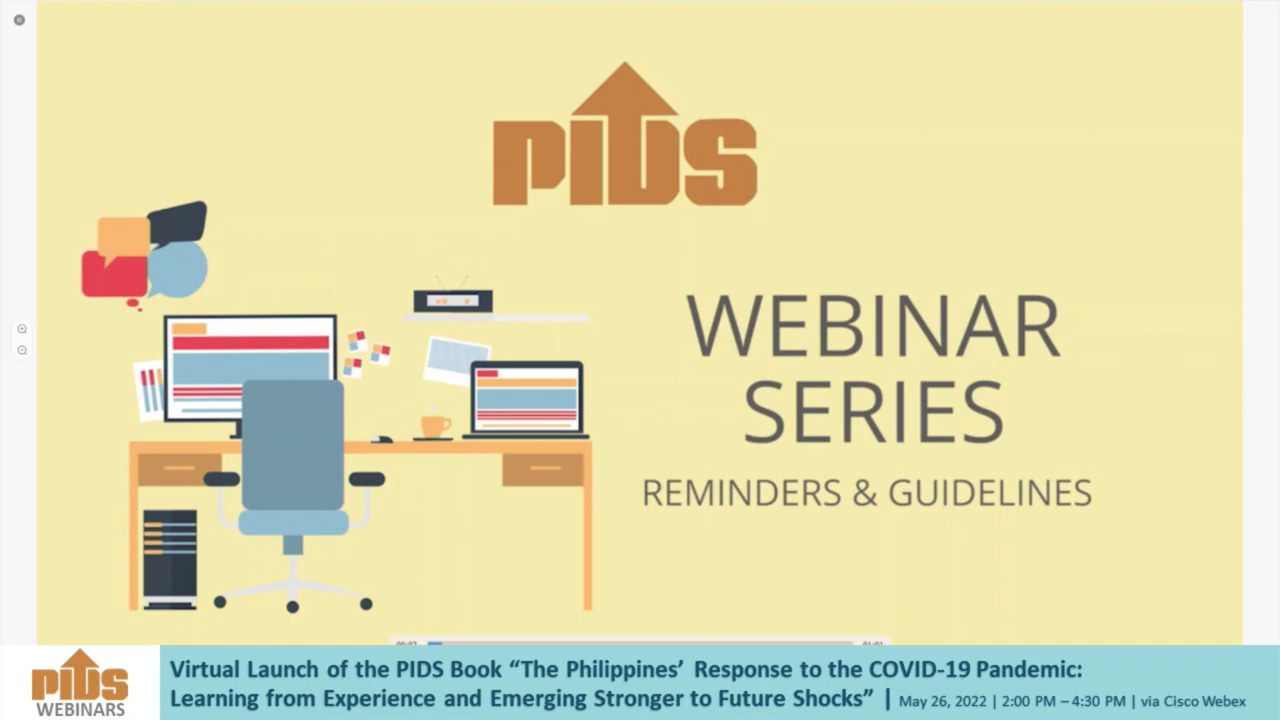 PIDS
WEBINAR
SERIES
REMINDERS & GUIDELINES
PIDS
WEBINARS
Virtual Launch of the PIDS Book “The Philippines’ Response to the COVID-19 Pandemic:
Learning from Experience and Emerging Stronger to Future Shocks” | May 26, 2022 | 2:00 PM – 4:30 PM | via Cisco Webex